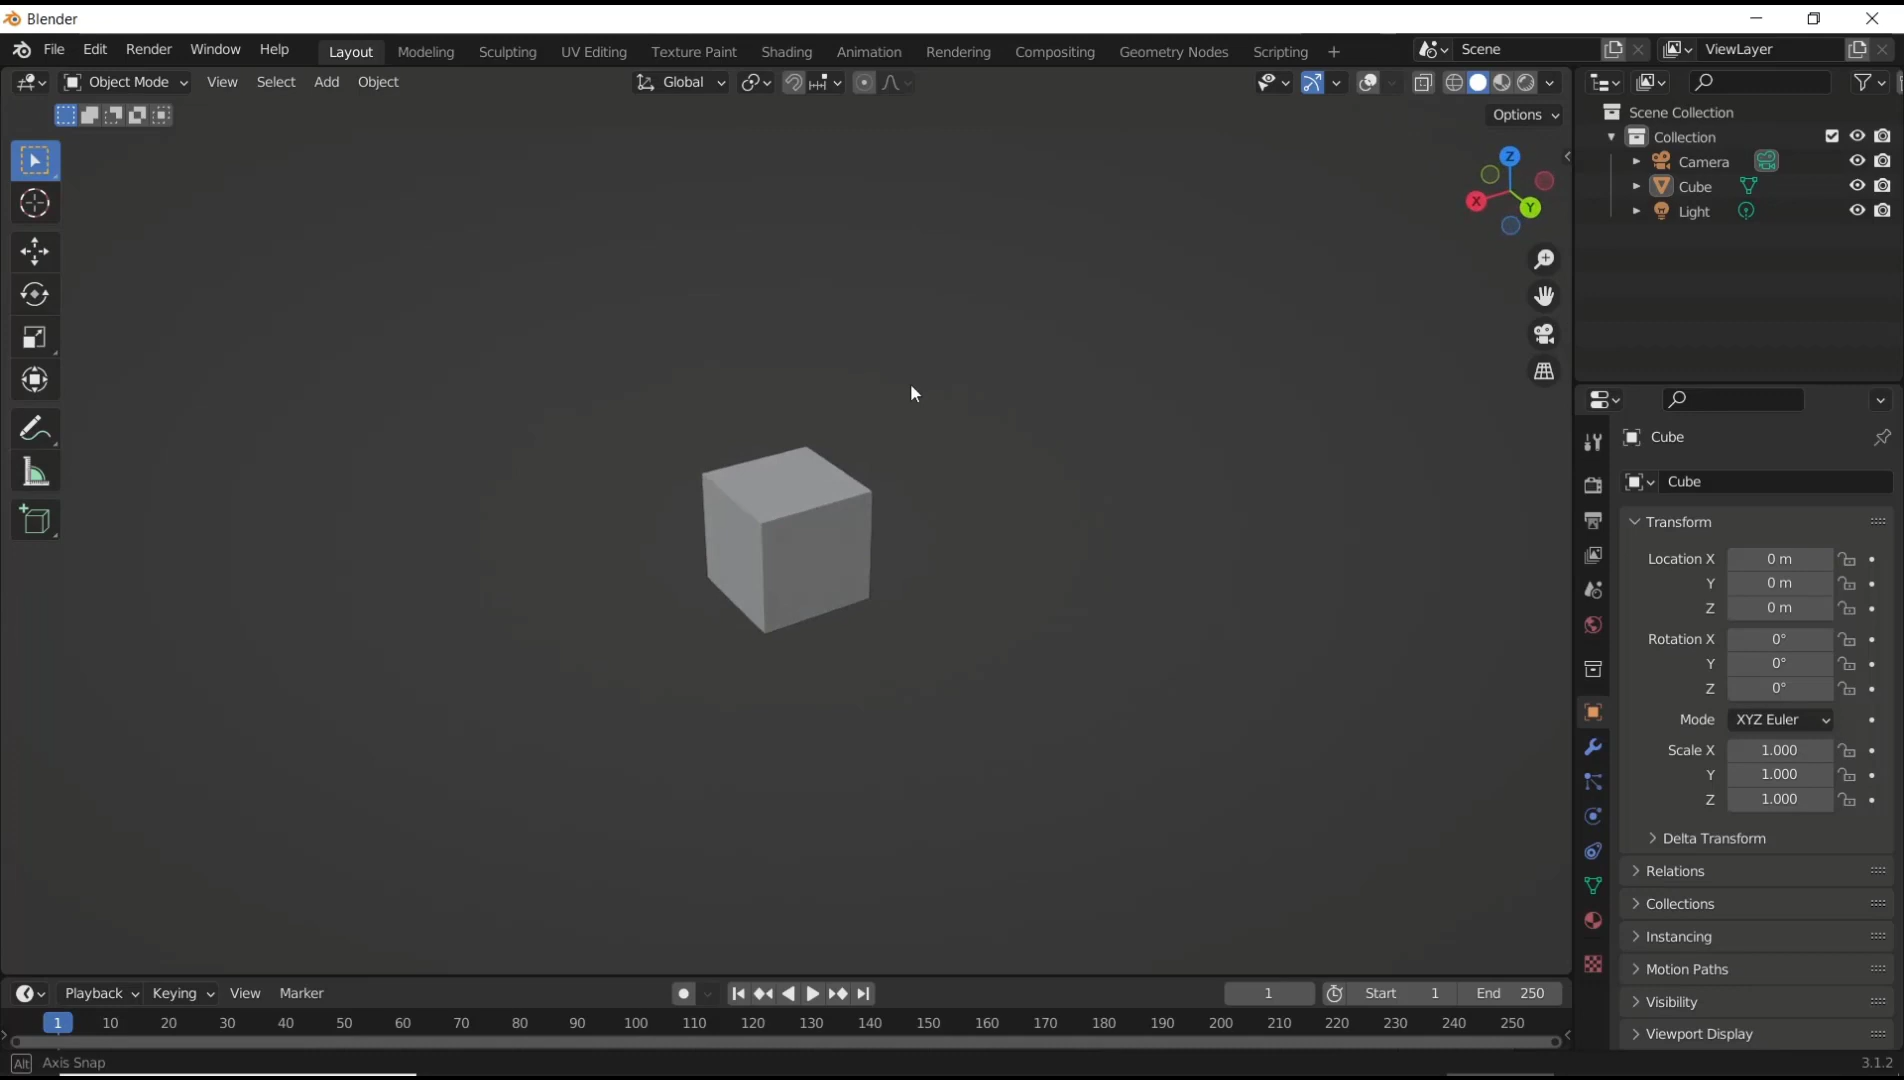 Blender
File Edit Render Window Help Layout Modeling Sculpting UV Editing Texture Paint Shading Animation Rendering Compositing Geometry Nodes Scripting + Scene ViewLayer
Object Mode View Select Add Object Global
Options
Z
X
Y
Scene Collection
Collection
Camera
Cube
Light
Cube
Cube
Transform
Location X 0 m
Y 0 m
Z 0 m
Rotation X 0°
Y 0°
Z 0°
Mode XYZ Euler
Scale X 1.000
Y 1.000
Z 1.000
Delta Transform
Relations
Collections
Instancing
Motion Paths
Visibility
Viewport Display
Playback Keying View Marker 1 Start 1 End 250
1 10 20 30 40 50 60 70 80 90 100 110 120 130 140 150 160 170 180 190 200 210 220 230 240 250
Alt Axis Snap 3.1.2